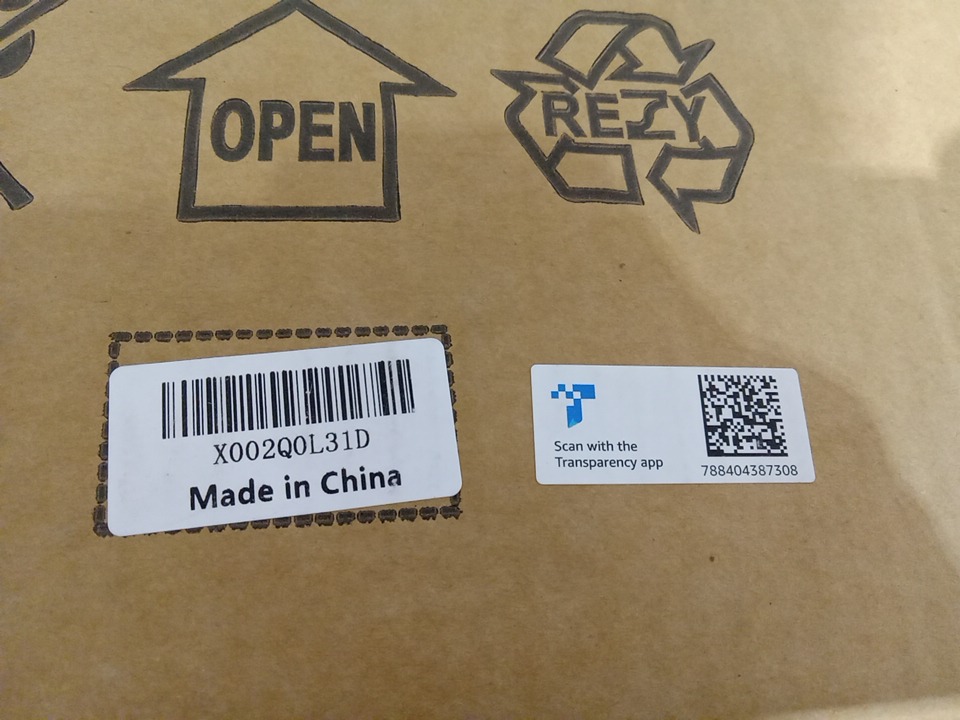 OPEN
REZY
X002Q0L31D
Made in China
Scan with the
Transparency app
788404387308